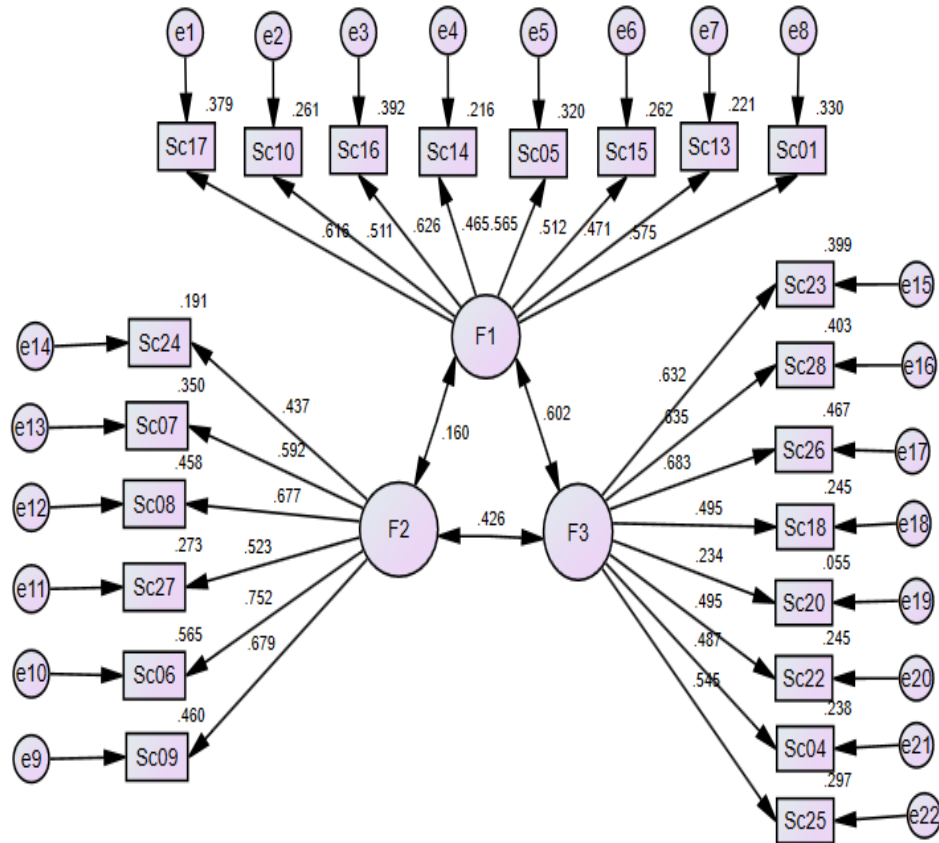 e1 e2 e3 e4 e5 e6 e7 e8
.379 .261 .392 .216 .320 .262 .221 .330
Sc17 Sc10 Sc16 Sc14 Sc05 Sc15 Sc13 Sc01
.616 .511 .626 .465 .565 .512 .471 .575
F1
.160
.602
.426
F2
F3
.191
e14 Sc24
.437
.350
e13 Sc07
.592
.458
e12 Sc08
.677
.273
e11 Sc27
.523
.565
e10 Sc06
.752
.460
e9 Sc09
.679
.399
Sc23 e15
.632
.403
Sc28 e16
.635
.467
Sc26 e17
.683
.245
Sc18 e18
.495
.055
Sc20 e19
.234
.245
Sc22 e20
.495
.238
Sc04 e21
.487
.297
Sc25 e22
.545